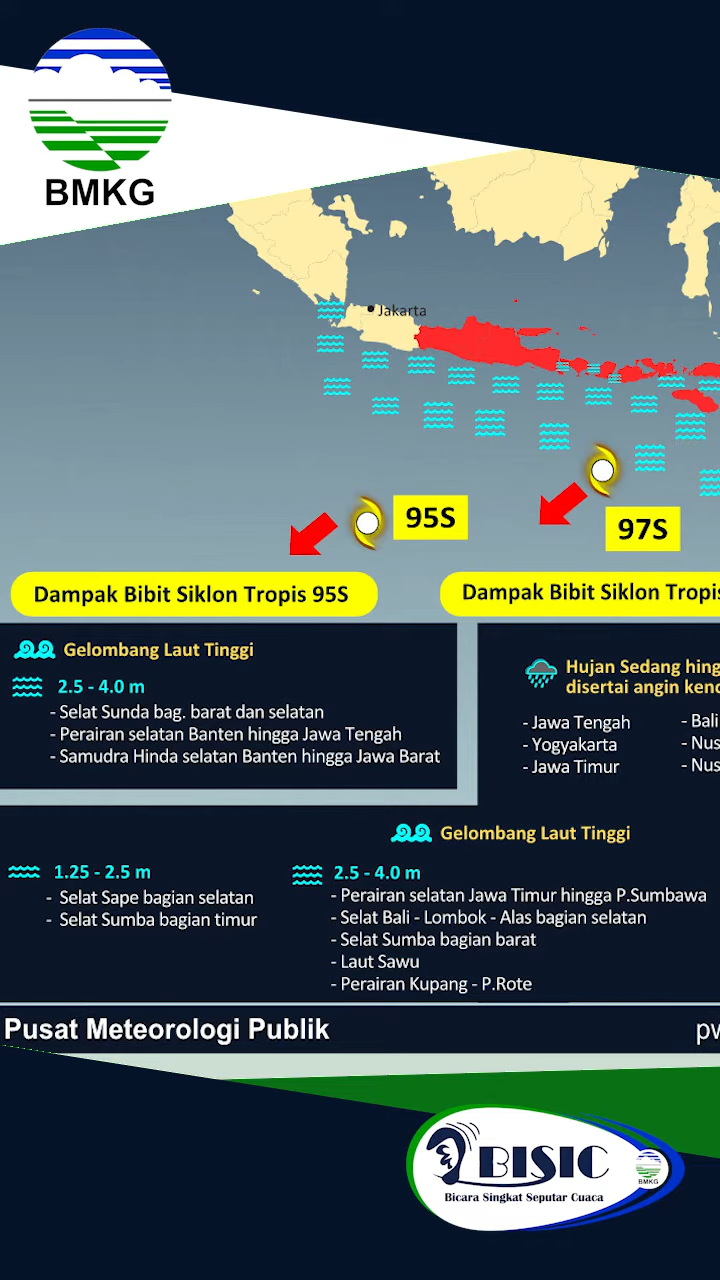 BMKG
Jakarta
95S
97S
Dampak Bibit Siklon Tropis 95S
Dampak Bibit Siklon Tropis
Gelombang Laut Tinggi
2.5 - 4.0 m
- Selat Sunda bag. barat dan selatan
- Perairan selatan Banten hingga Jawa Tengah
- Samudra Hinda selatan Banten hingga Jawa Barat
Hujan Sedang hing
disertai angin kenc
- Jawa Tengah
- Yogyakarta
- Jawa Timur
- Bali
- Nus
- Nus
Gelombang Laut Tinggi
1.25 - 2.5 m
- Selat Sape bagian selatan
- Selat Sumba bagian timur
2.5 - 4.0 m
- Perairan selatan Jawa Timur hingga P.Sumbawa
- Selat Bali - Lombok - Alas bagian selatan
- Selat Sumba bagian barat
- Laut Sawu
- Perairan Kupang - P.Rote
Pusat Meteorologi Publik
BISIC
Bicara Singkat Seputar Cuaca
BMKG